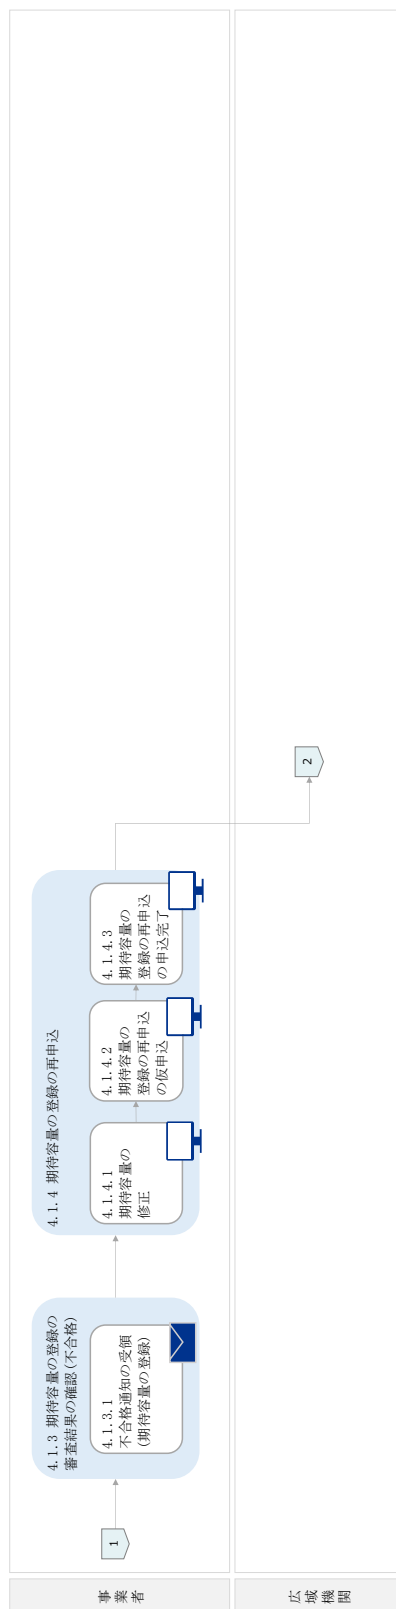 事
業
者
1
4.1.3 期待容量の登録の
審査結果の確認(不合格)
4.1.3.1
不合格通知の受領
(期待容量の登録)
4.1.4 期待容量の登録の再申込
4.1.4.1
期待容量の
修正
4.1.4.2
期待容量の
登録の再申込
の仮申込
4.1.4.3
期待容量の
登録の再申込
の申込完了
広
域
機
関
2